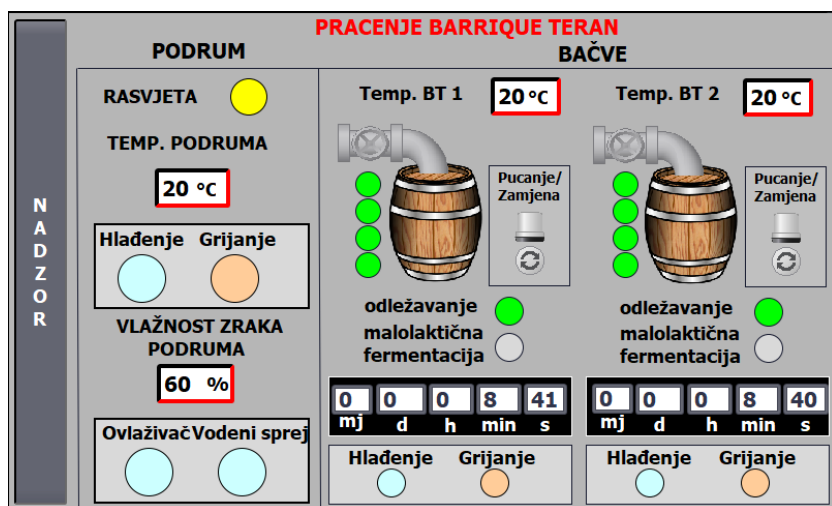 PRACENJE BARRIQUE TERAN
PODRUM
BAČVE
NADZOR
RASVJETA
TEMP. PODRUMA
20 °C
Hlađenje Grijanje
VLAŽNOST ZRAKA
PODRUMA
60 %
Ovlaživač Vodeni sprej
Temp. BT 1 20 °C
Pucanje/
Zamjena
odležavanje
malolaktična
fermentacija
0 0 0 8 41
mj d h min s
Hlađenje Grijanje
Temp. BT 2 20 °C
Pucanje/
Zamjena
odležavanje
malolaktična
fermentacija
0 0 0 8 40
mj d h min s
Hlađenje Grijanje